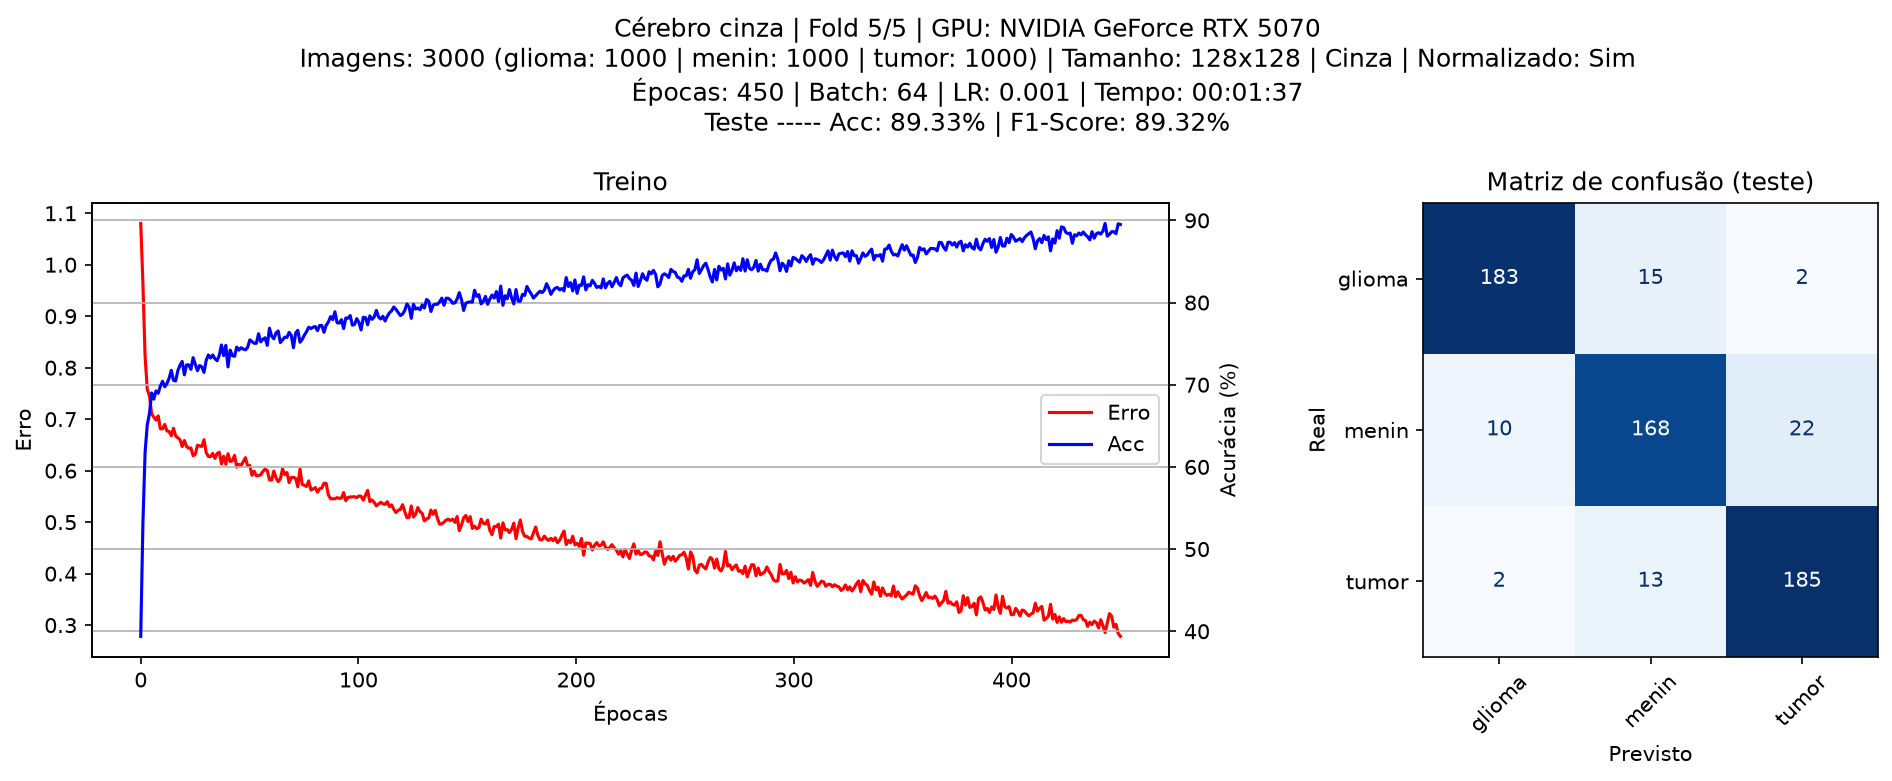 Cérebro cinza | Fold 5/5 | GPU: NVIDIA GeForce RTX 5070
Imagens: 3000 (glioma: 1000 | menin: 1000 | tumor: 1000) | Tamanho: 128x128 | Cinza | Normalizado: Sim
Épocas: 450 | Batch: 64 | LR: 0.001 | Tempo: 00:01:37
Teste ----- Acc: 89.33% | F1-Score: 89.32%
Treino
1.1
1.0
0.9
0.8
0.7
0.6
0.5
0.4
0.3
Erro
0
100
200
300
400
Épocas
90
80
70
60
50
40
Acurácia (%)
Erro
Acc
Matriz de confusão (teste)
Real
glioma
183
15
2
menin
10
168
22
tumor
2
13
185
glioma
menin
tumor
Previsto